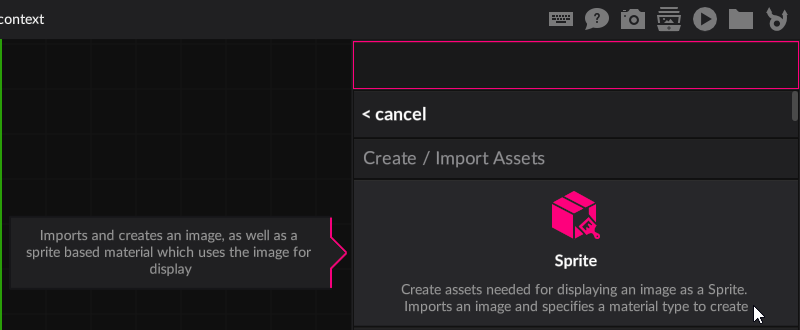 context
< cancel
Create / Import Assets
Imports and creates an image, as well as a
sprite based material which uses the image for
display
Sprite
Create assets needed for displaying an image as a Sprite.
Imports an image and specifies a material type to create